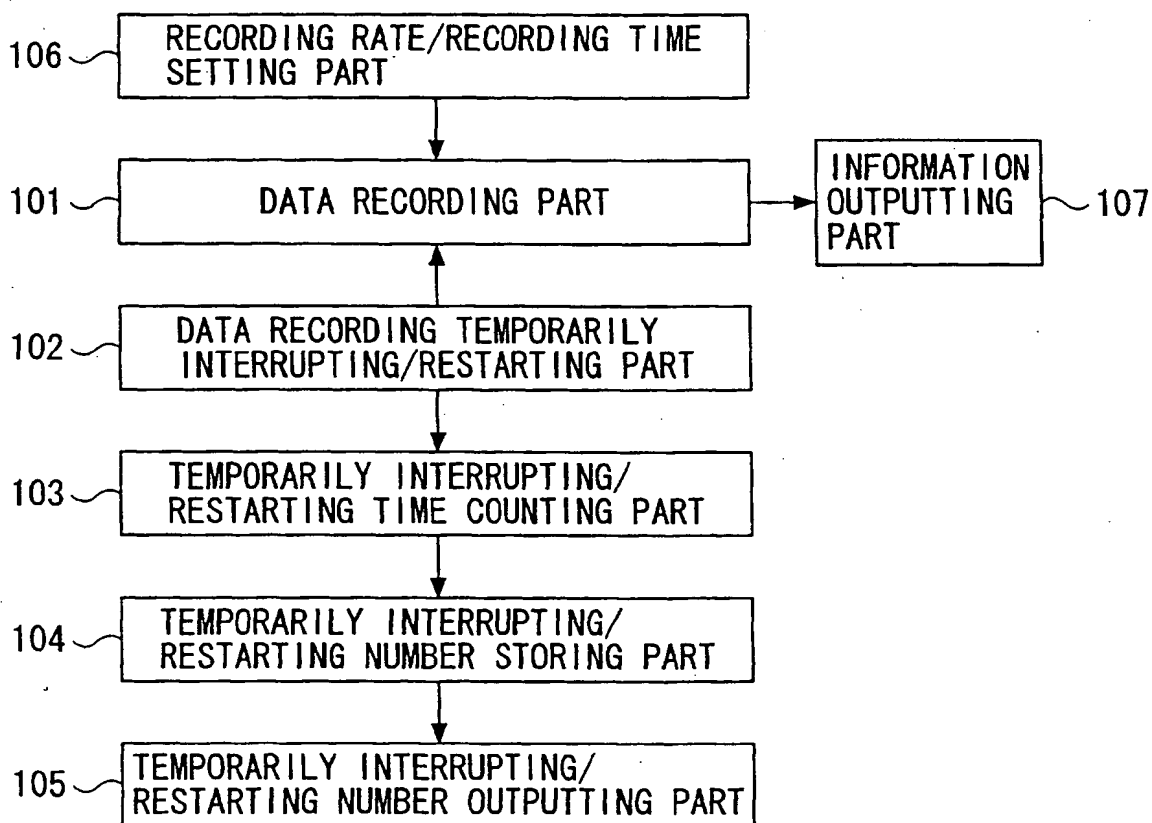 106
RECORDING RATE/RECORDING TIME
SETTING PART
101
DATA RECORDING PART
INFORMATION
OUTPUTTING
PART
107
102
DATA RECORDING TEMPORARILY
INTERRUPTING/RESTARTING PART
103
TEMPORARILY INTERRUPTING/
RESTARTING TIME COUNTING PART
104
TEMPORARILY INTERRUPTING/
RESTARTING NUMBER STORING PART
105
TEMPORARILY INTERRUPTING/
RESTARTING NUMBER OUTPUTTING PART